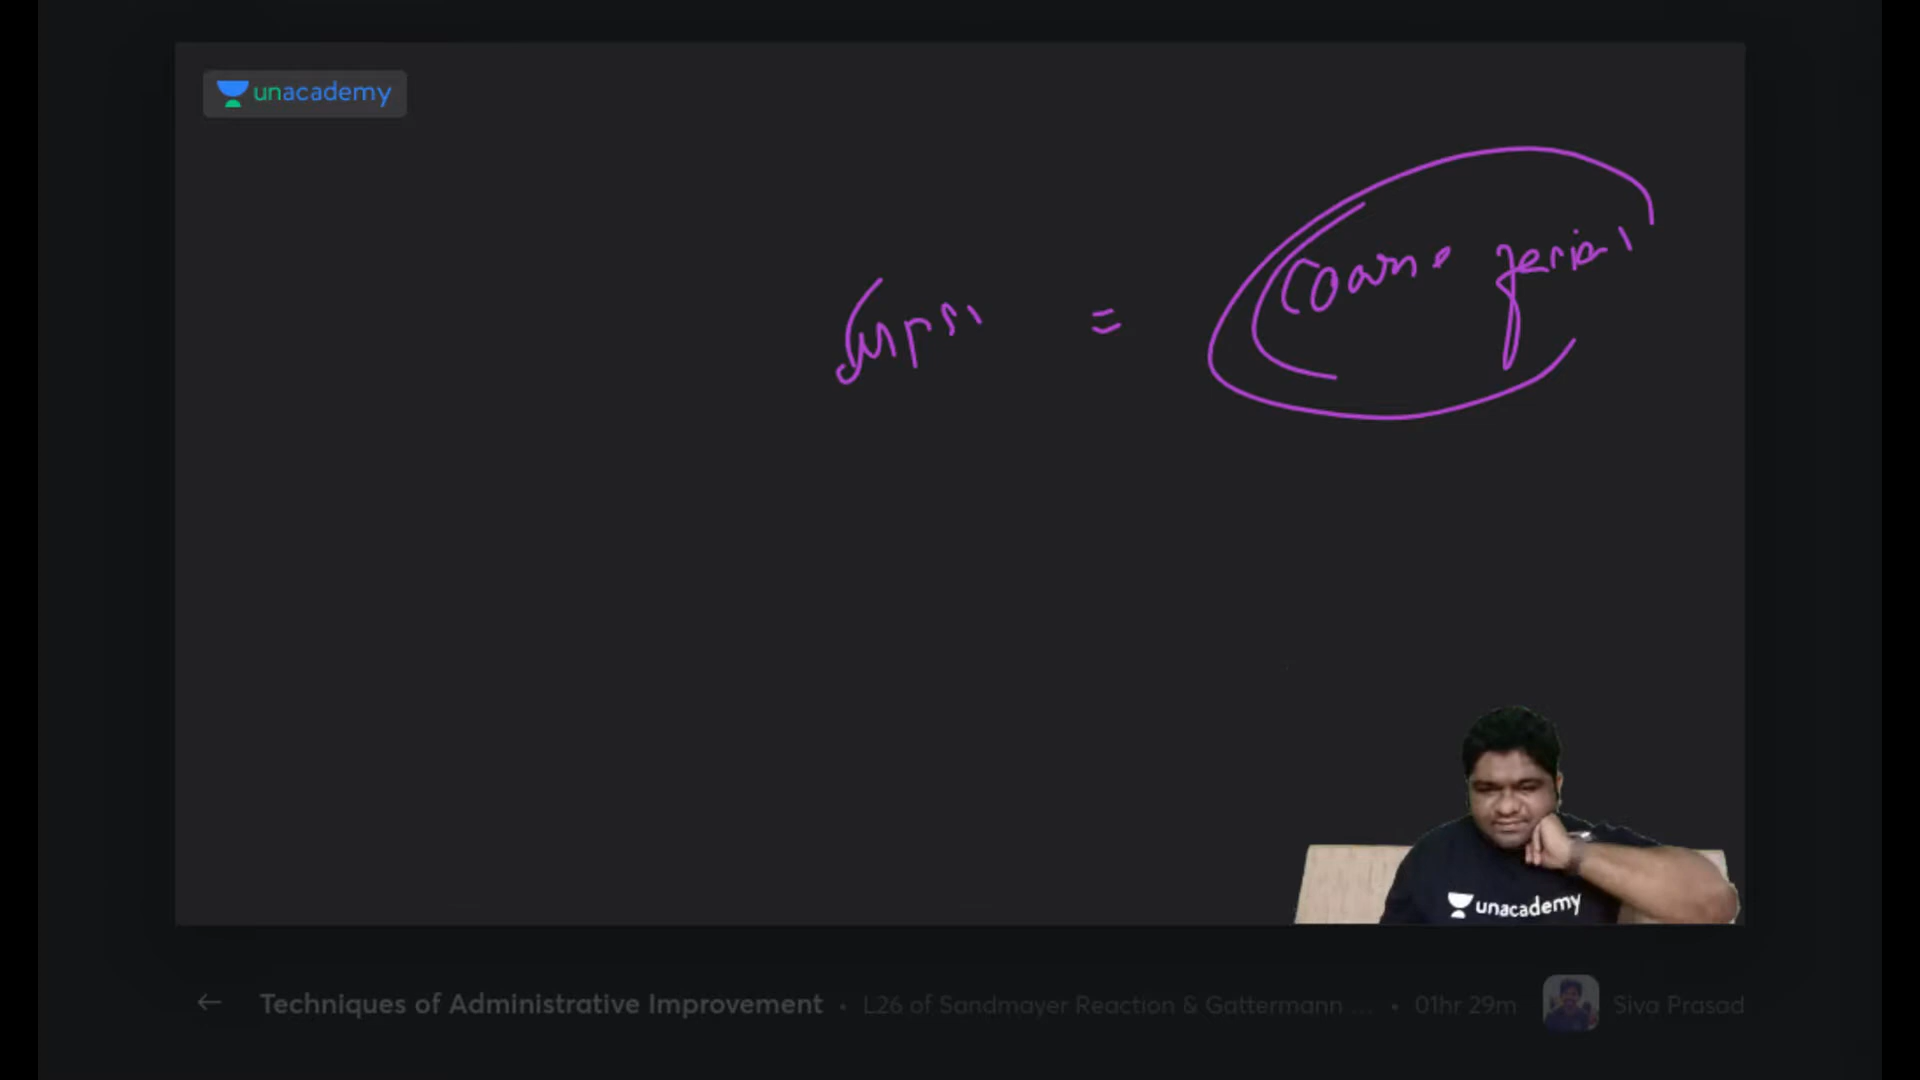 unacademy
=
unacademy
Techniques of Administrative Improvement • L26 of Sandmayer Reaction & Gattermann ... • 01hr 29m Siva Prasad